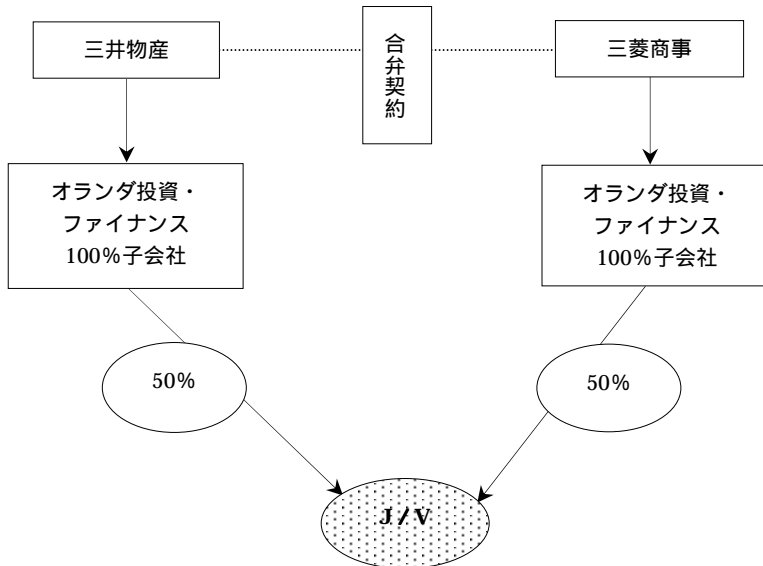 三井物産
合弁契約
三菱商事
オランダ投資・
ファイナンス
100%子会社
オランダ投資・
ファイナンス
100%子会社
50%
50%
J/V